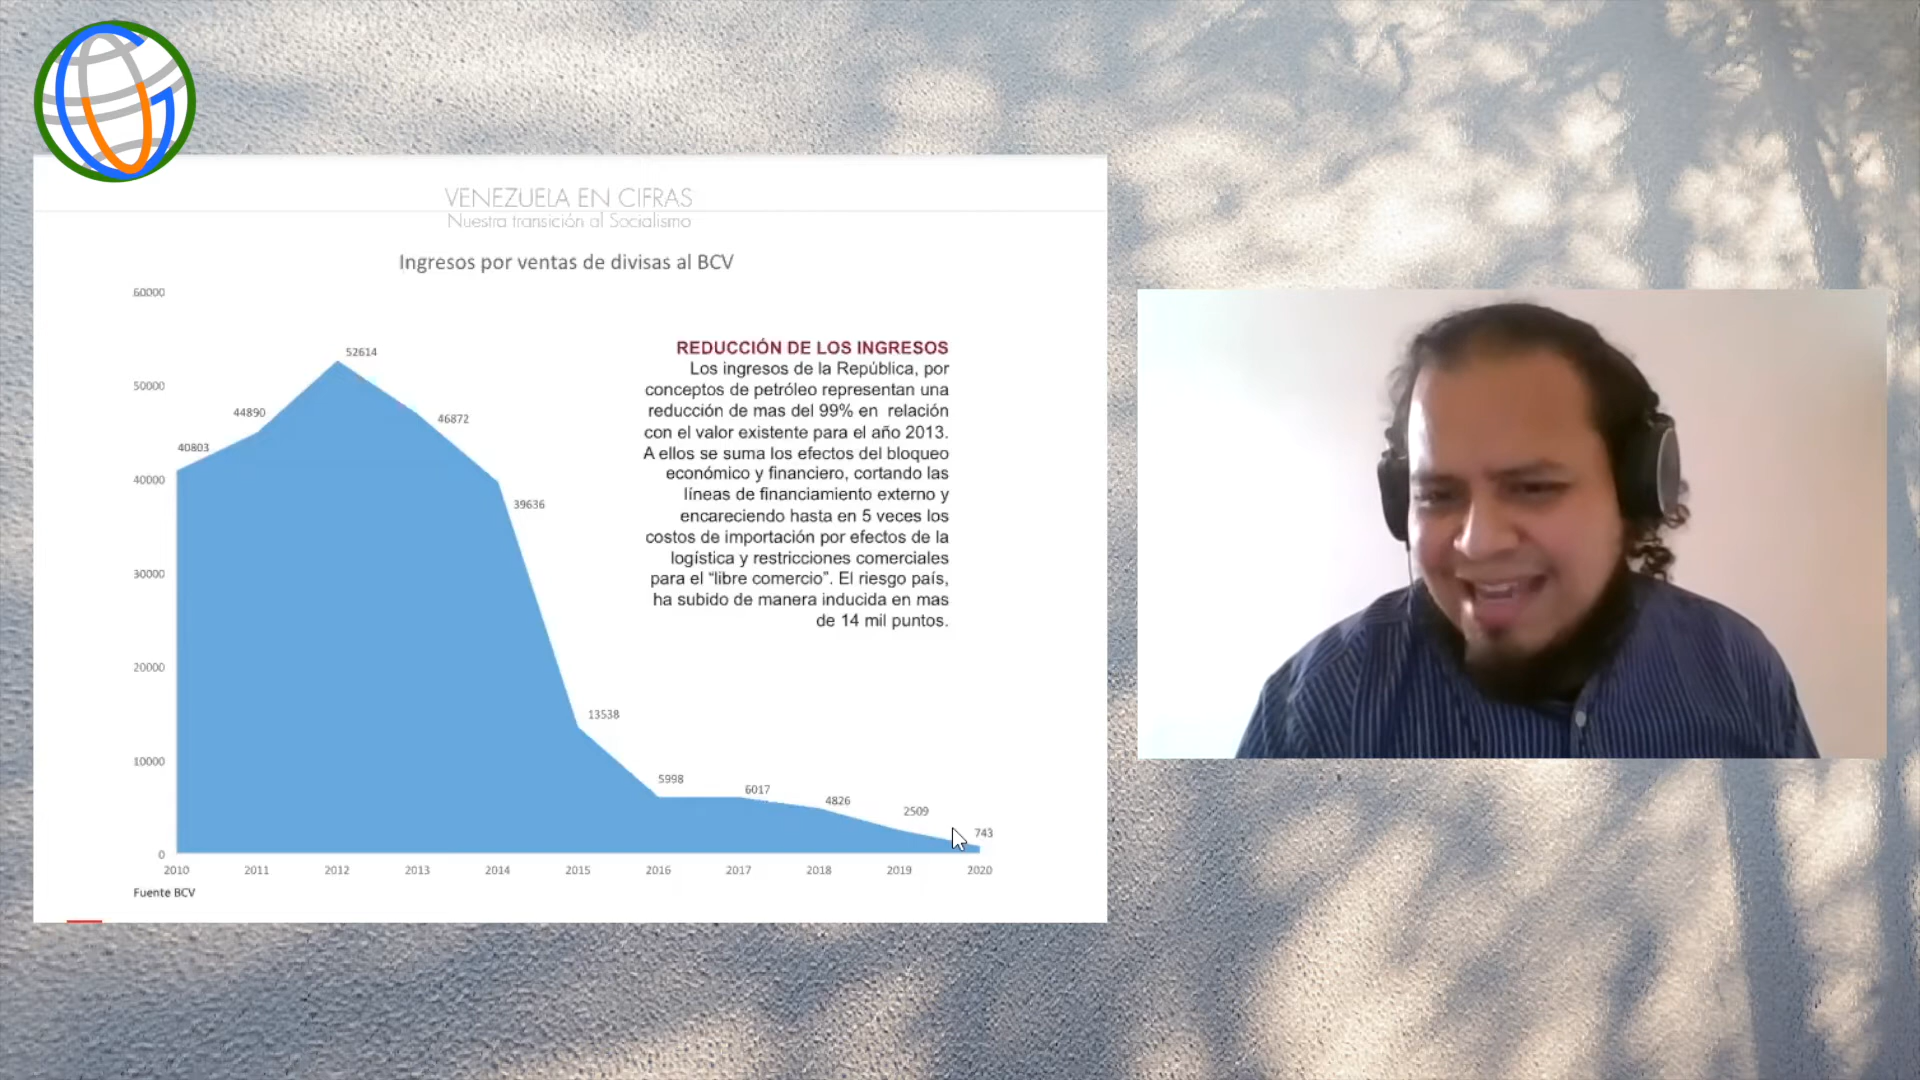 VENEZUELA EN CIFRAS
Nuestra transición al Socialismo
Ingresos por ventas de divisas al BCV
60000
50000
40000
30000
20000
10000
0
40803
44890
52614
46872
39636
13538
5998
6017
4826
2509
743
REDUCCIÓN DE LOS INGRESOS
Los ingresos de la República, por
conceptos de petróleo representan una
reducción de mas del 99% en relación
con el valor existente para el año 2013.
A ellos se suma los efectos del bloqueo
económico y financiero, cortando las
líneas de financiamiento externo y
encareciendo hasta en 5 veces los
costos de importación por efectos de la
logística y restricciones comerciales
para el “libre comercio”. El riesgo país,
ha subido de manera inducida en mas
de 14 mil puntos.
2010 2011 2012 2013 2014 2015 2016 2017 2018 2019 2020
Fuente BCV